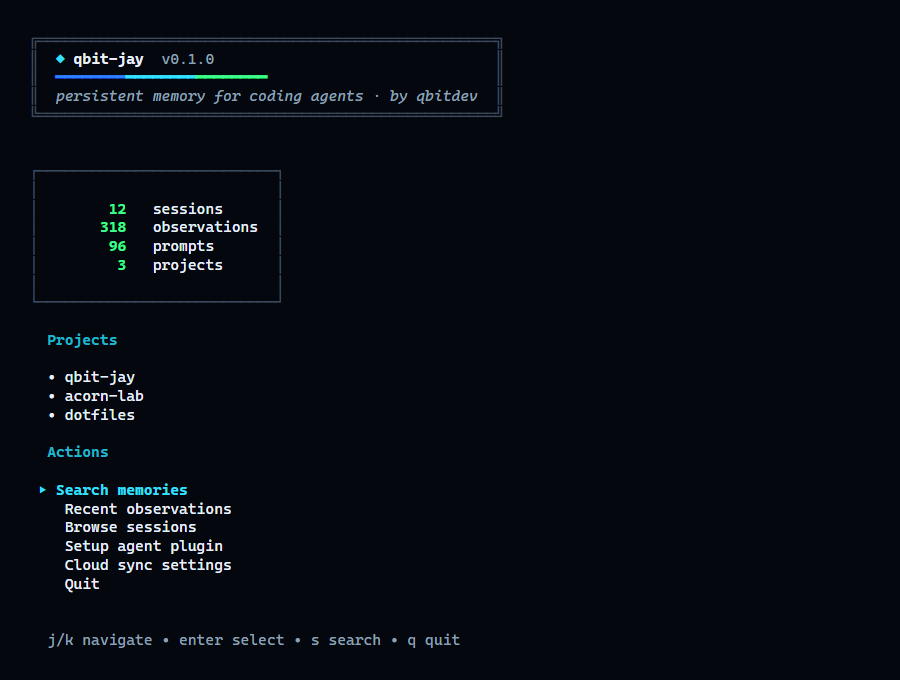 ◆ qbit-jay v0.1.0
persistent memory for coding agents · by qbitdev
12 sessions
318 observations
96 prompts
3 projects
Projects
• qbit-jay
• acorn-lab
• dotfiles
Actions
▸ Search memories
Recent observations
Browse sessions
Setup agent plugin
Cloud sync settings
Quit
j/k navigate • enter select • s search • q quit